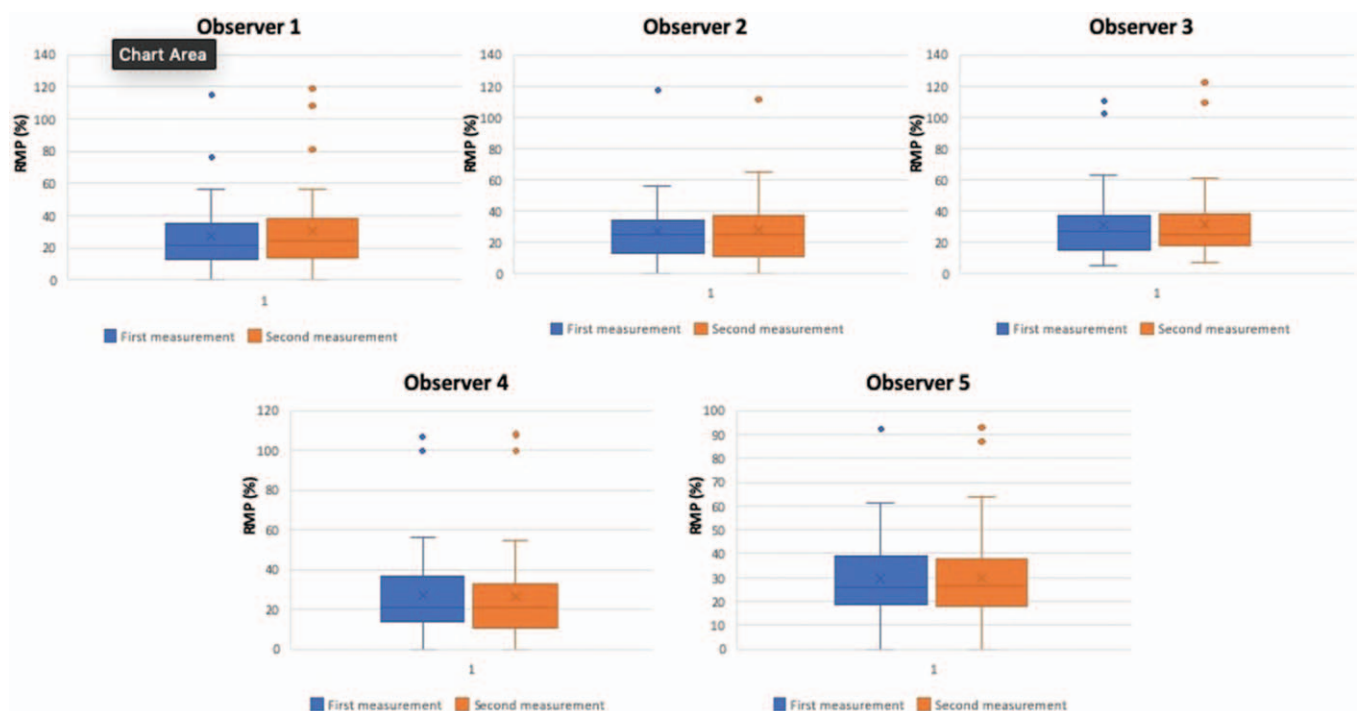 Observer 1
Observer 2
Observer 3
Chart Area
RMP (%)
140
120
100
80
60
40
20
0
1
First measurement Second measurement
RMP (%)
140
120
100
80
60
40
20
0
1
First measurement Second measurement
RMP (%)
140
120
100
80
60
40
20
0
1
First measurement Second measurement
Observer 4
Observer 5
RMP (%)
120
100
80
60
40
20
0
1
First measurement Second measurement
RMP (%)
100
90
80
70
60
50
40
30
20
10
0
1
First measurement Second measurement